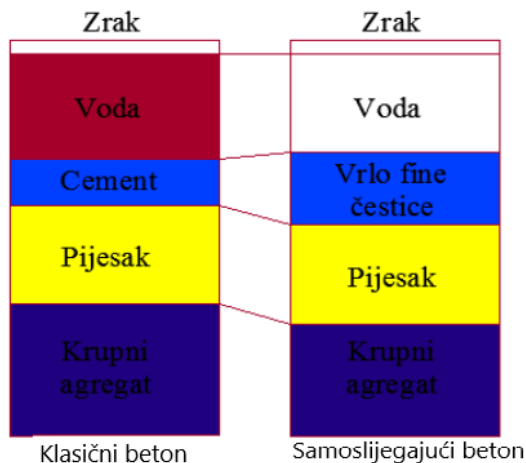 Zrak
Voda
Cement
Pijesak
Krupni
agregat
Klasični beton
Zrak
Voda
Vrlo fine
čestice
Pijesak
Krupni
agregat
Samoslijegajući beton